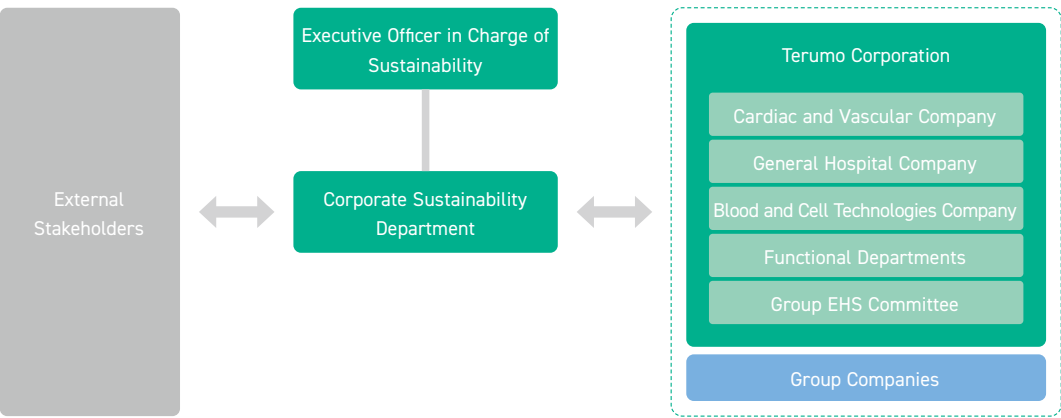 External
Stakeholders
Executive Officer in Charge of
Sustainability
Corporate Sustainability
Department
Terumo Corporation
Cardiac and Vascular Company
General Hospital Company
Blood and Cell Technologies Company
Functional Departments
Group EHS Committee
Group Companies